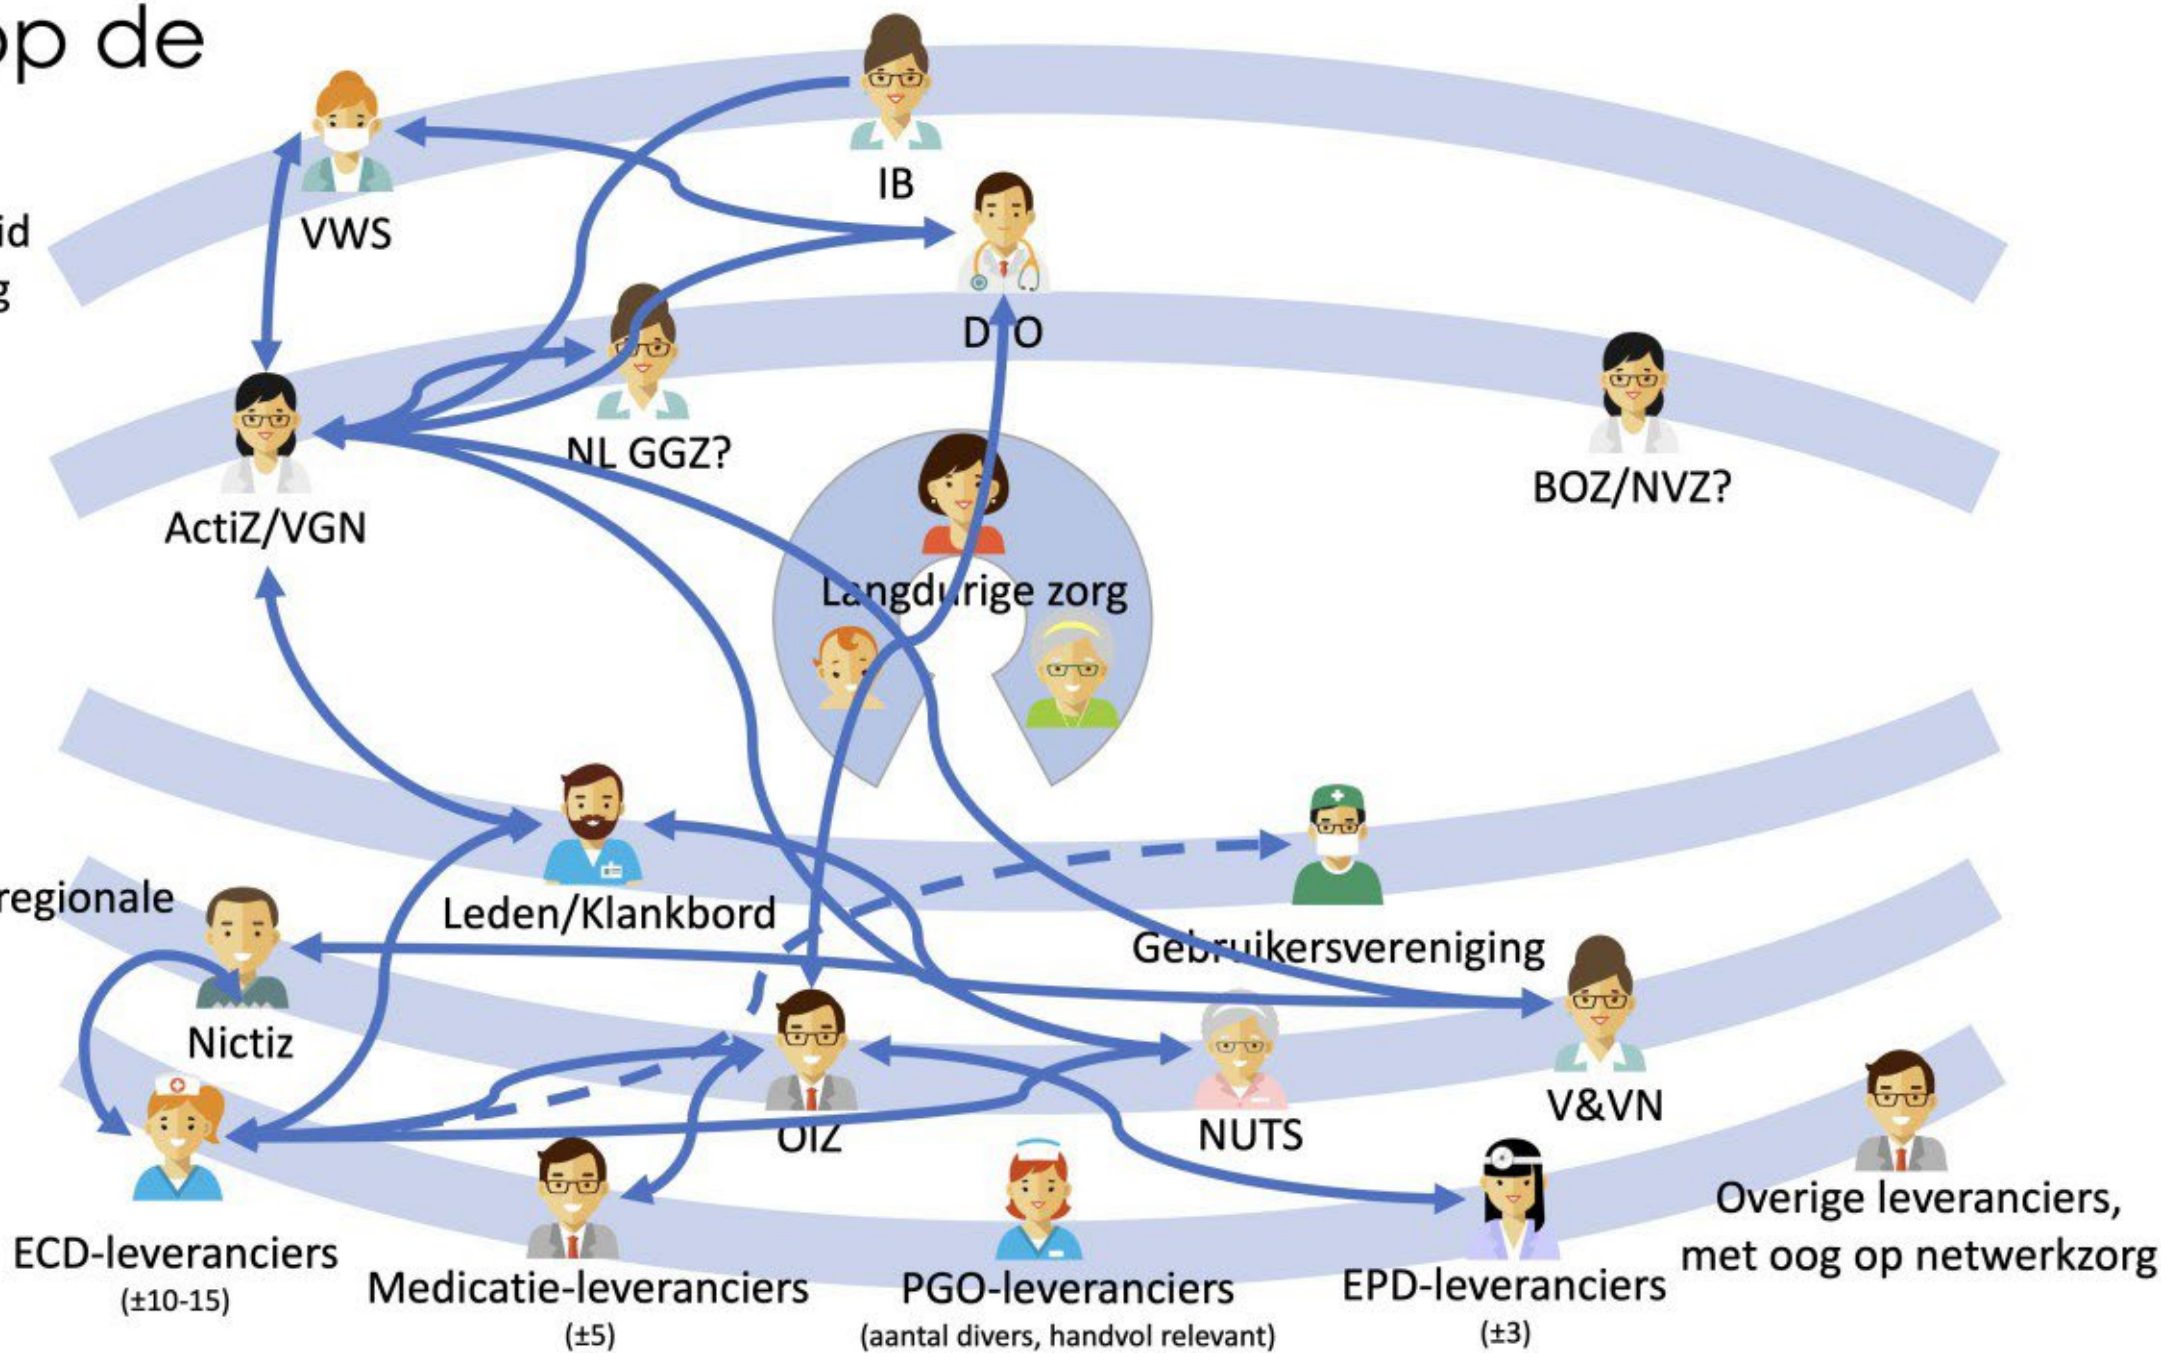 op de
IB
VWS
id
g
D O
NL GGZ?
BOZ/NVZ?
ActiZ/VGN
Langdurige zorg
regionale
Leden/Klankbord
Gebruikersvereniging
Nictiz
OIZ
NUTS
V&VN
Overige leveranciers,
met oog op netwerkzorg
ECD-leveranciers
(±10-15)
Medicatie-leveranciers
(±5)
PGO-leveranciers
(aantal divers, handvol relevant)
EPD-leveranciers
(±3)